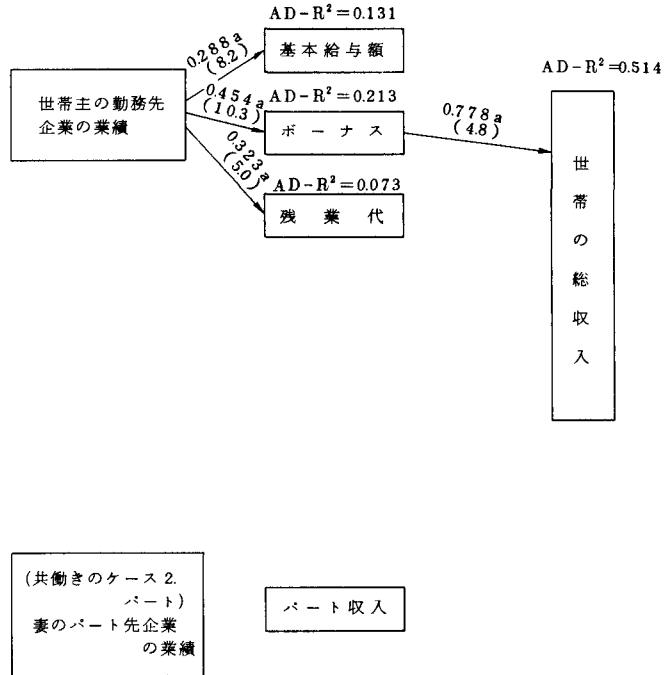 AD-R²=0.131
0.288a
(8.2)
基本給与額
AD-R²=0.514
世帯主の勤務先
企業の業績
0.454a
(10.3)
AD-R²=0.213
ボーナス
0.778a
(4.8)
0.323a
(5.0)
AD-R²=0.073
残業代
世帯の総収入
(共働きのケース 2.
パート)
妻のパート先企業
の業績
パート収入